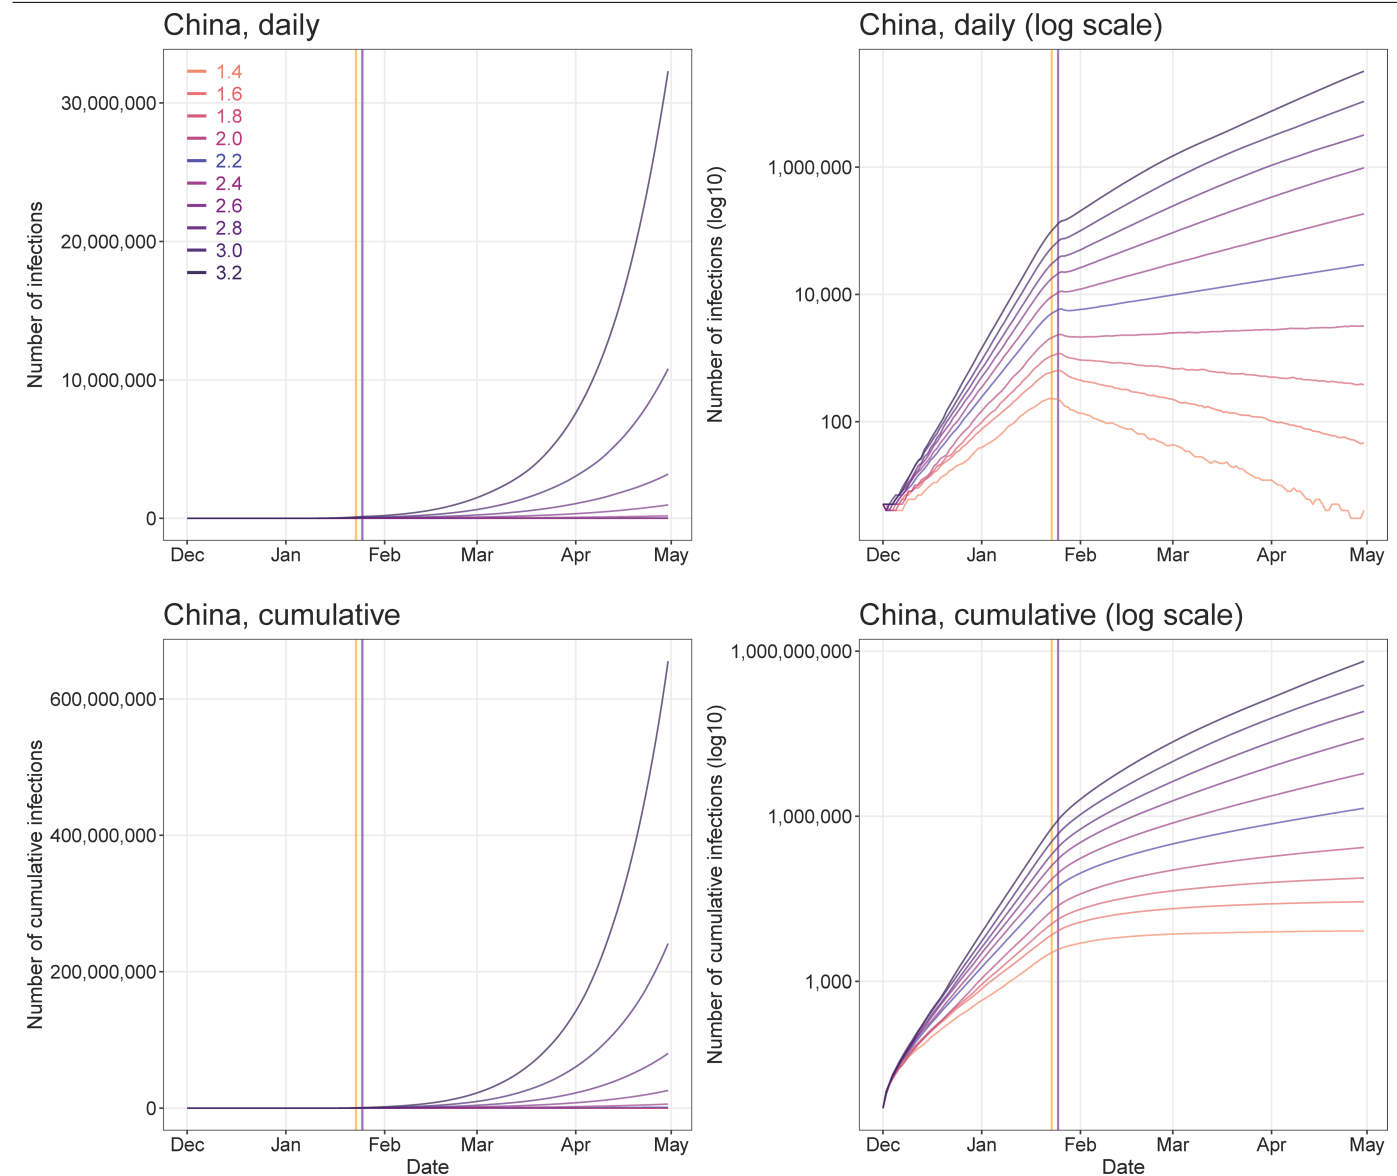 China, daily
Number of infections
30,000,000
20,000,000
10,000,000
0
1.4
1.6
1.8
2.0
2.2
2.4
2.6
2.8
3.0
3.2
Dec Jan Feb Mar Apr May
China, daily (log scale)
Number of infections (log10)
1,000,000
10,000
100
Dec Jan Feb Mar Apr May
China, cumulative
Number of cumulative infections
600,000,000
400,000,000
200,000,000
0
Dec Jan Feb Mar Apr May
Date
China, cumulative (log scale)
Number of cumulative infections (log10)
1,000,000,000
1,000,000
1,000
Dec Jan Feb Mar Apr May
Date